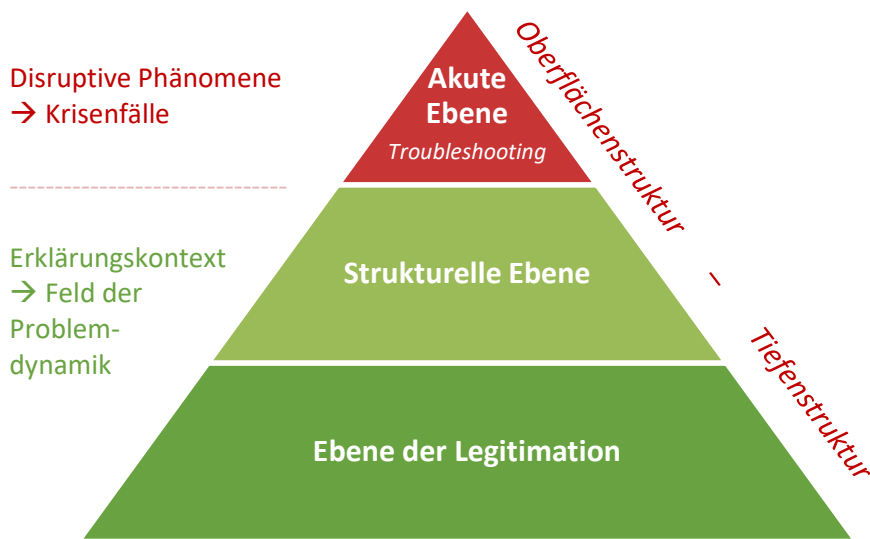 Disruptive Phänomene
→ Krisenfälle
-----------------------------
Erklärungskontext
→ Feld der
Problem-
dynamik
Akute
Ebene
Troubleshooting
Strukturelle Ebene
Ebene der Legitimation
Oberflächenstruktur – Tiefenstruktur